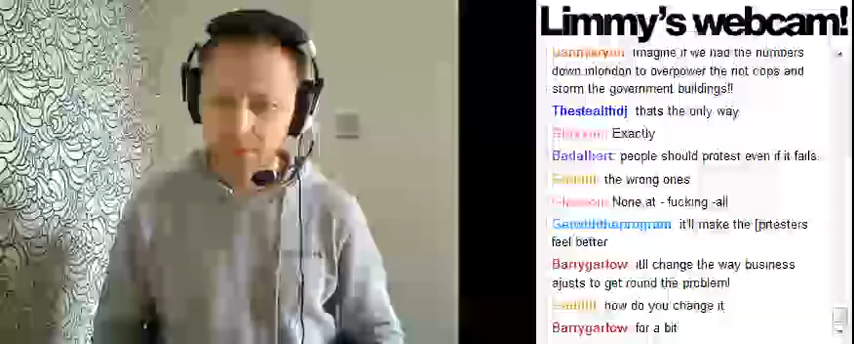 Limmy's webcam!
Imagine if we had the numbers
down inlondon to overpower the riot cops and
storm the government buildings!!
Thestealthdj thats the only way
Exactly
Badalbert: people should protest even if it fails.
the wrong ones
None at - fucking -all
it'll make the [prtesters
feel better
Barrygarlow itll change the way business
ajusts to get round the problem!
how do you change it
Barrygarlow for a bit